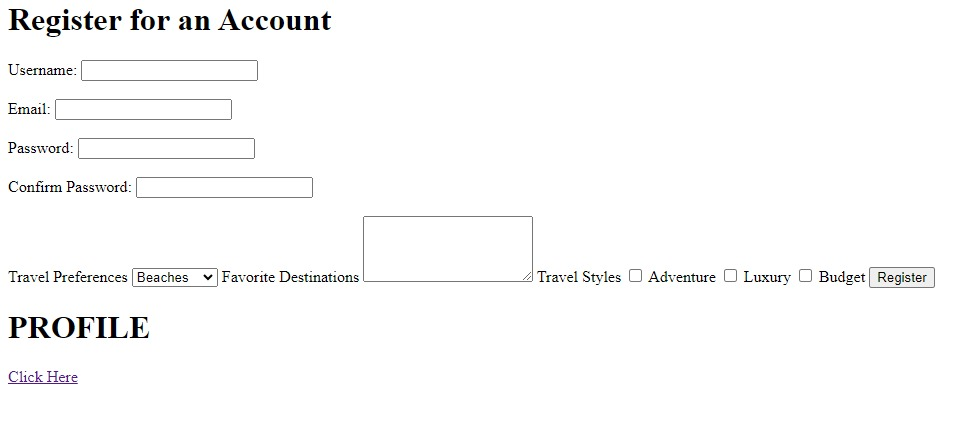 Register for an Account
Username:
Email:
Password:
Confirm Password:
Travel Preferences Beaches Favorite Destinations Travel Styles Adventure Luxury Budget Register
PROFILE
Click Here